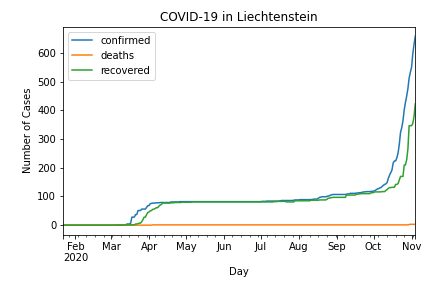 COVID-19 in Liechtenstein
confirmed
deaths
recovered
Number of Cases
600
500
400
300
200
100
0
Feb Mar Apr May Jun Jul Aug Sep Oct Nov
2020
Day